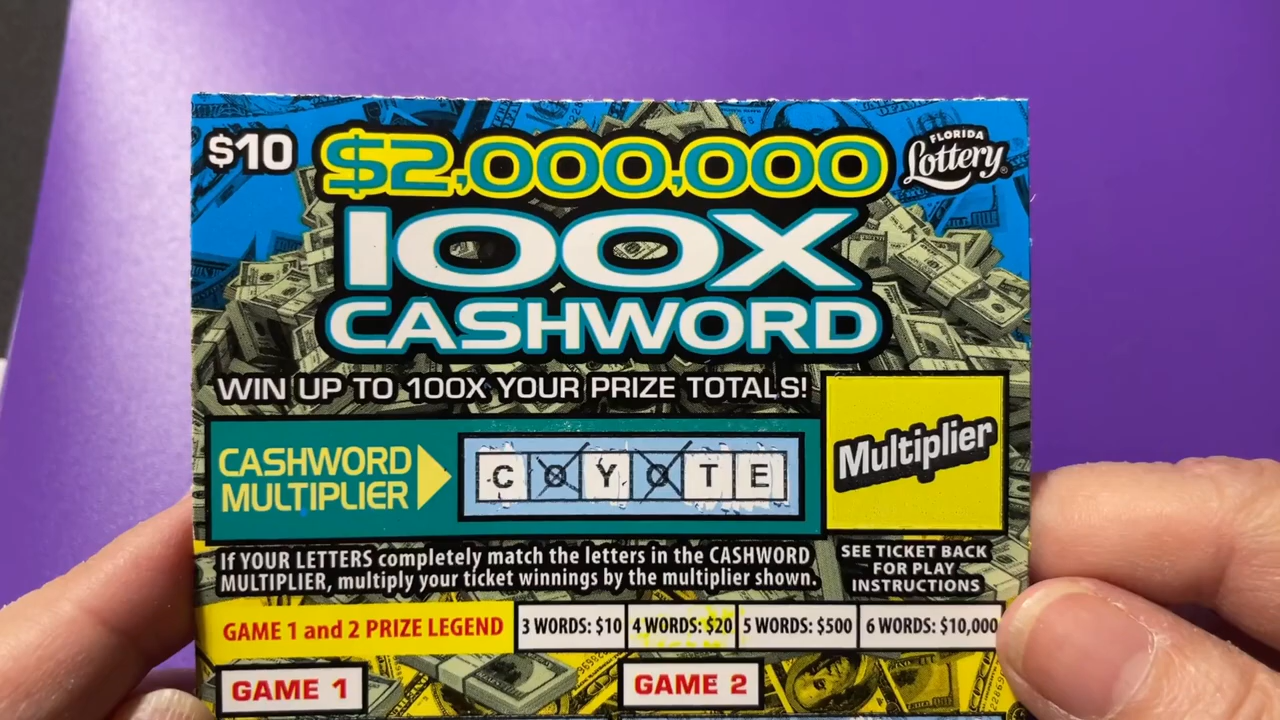 $10
$2,000,000
FLORIDA
Lottery®
100X
CASHWORD
WIN UP TO 100X YOUR PRIZE TOTALS!
CASHWORD
MULTIPLIER
COYOTE
Multiplier
If YOUR LETTERS completely match the letters in the CASHWORD
MULTIPLIER, multiply your ticket winnings by the multiplier shown.
SEE TICKET BACK
FOR PLAY
INSTRUCTIONS
GAME 1 and 2 PRIZE LEGEND
3 WORDS: $10
4 WORDS: $20
5 WORDS: $500
6 WORDS: $10,000
GAME 1
GAME 2